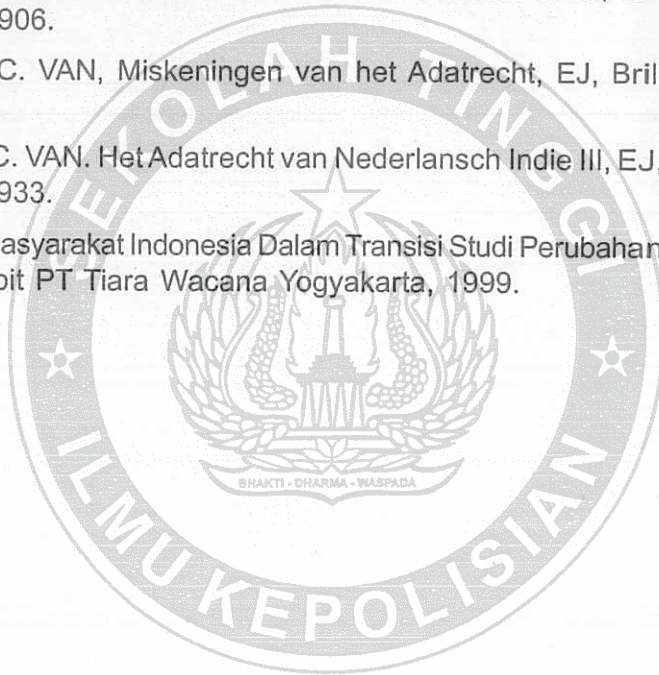 906.
C. VAN, Miskeningen van het Adatrecht, EJ, Bril
C. VAN. Het Adatrecht van Nederlansch Indie III, EJ,
933.
asyarakat Indonesia Dalam Transisi Studi Perubahan
bit PT Tiara Wacana Yogyakarta, 1999.
SEKOLAH TINGGI
BHAKTI - DHARMA - WASPADA
ILMU KEPOLISIAN